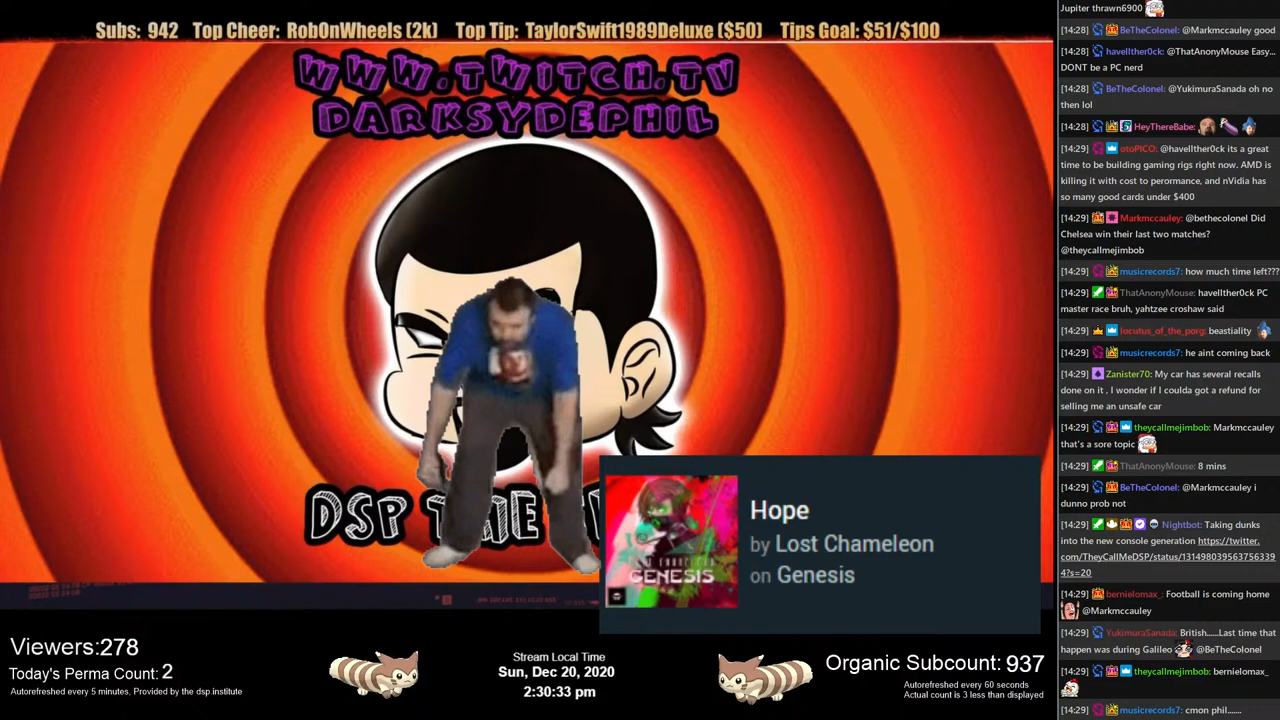 Subs: 942 Top Cheer: RobOnWheels (2k) Top Tip: TaylorSwift1989Deluxe ($50) Tips Goal: $51/$100
WWW.TWITCH.TV
DARKSYDEPHIL
DSP
Hope
by Lost Chameleon
on Genesis
GENESIS
Viewers:278
Today's Perma Count: 2
Autorefreshed every 5 minutes, Provided by the dsp institute
Stream Local Time
Sun, Dec 20, 2020
2:30:33 pm
Organic Subcount: 937
Autorefreshed every 60 seconds
Actual count is 3 less than displayed
Jupiter thrawn6900
[14:28] BeTheColonel: @Markmccauley good
[14:28] havellther0ck: @ThatAnonyMouse Easy...
DONT be a PC nerd
[14:28] BeTheColonel: @YukimuraSanada oh no
then lol
[14:28] HeyThereBabe:
[14:29] otoPICO: @havellther0ck its a great
time to be building gaming rigs right now. AMD is
killing it with cost to perormance, and nVidia has
so many good cards under $400
[14:29] Markmccauley: @bethecolonel Did
Chelsea win their last two matches?
@theycallmejimbob
[14:29] musicrecords7: how much time left???
[14:29] ThatAnonyMouse: havellther0ck PC
master race bruh, yahtzee croshaw said
[14:29] locutus_of_the_porg: beastiality
[14:29] musicrecords7: he aint coming back
[14:29] Zanister70: My car has several recalls
done on it , I wonder if I coulda got a refund for
selling me an unsafe car
[14:29] theycallmejimbob: Markmccauley
that's a sore topic
[14:29] ThatAnonyMouse: 8 mins
[14:29] BeTheColonel: @Markmccauley i
dunno prob not
[14:29] Nightbot: Taking dunks
into the new console generation https://twitter.
com/TheyCallMeDSP/status/131498039563756339
4?s=20
[14:29] bernielomax_: Football is coming home
@Markmccauley
[14:29] YukimuraSanada: British......Last time that
happen was during Galileo @BeTheColonel
[14:29] theycallmejimbob: bernielomax_
[14:29] musicrecords7: cmon phil.......